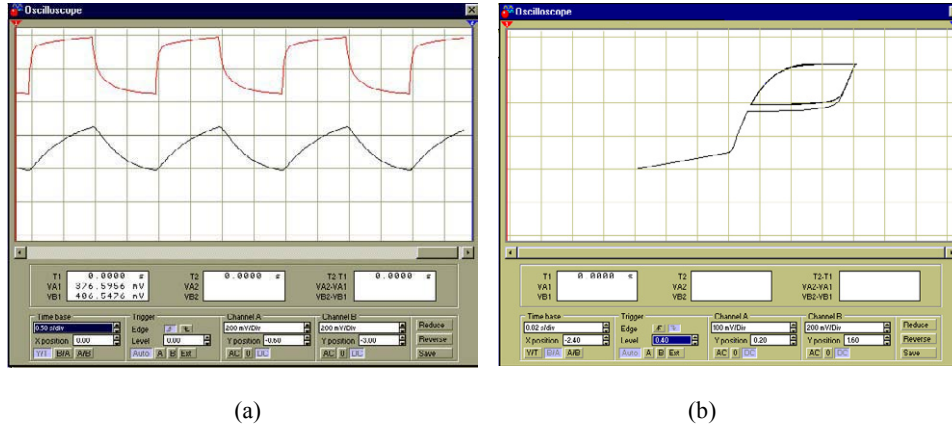 Oscilloscope
T1 0.0000 s
VA1 376.5956 mV
VB1 406.5476 mV
T2 0.0000 s
VA2
VB2
T2-T1 0.0000 s
VA2-VA1
VB2-VB1
Time base
0.50 s/div
X position 0.00
Y/T B/A A/B
Trigger
Edge
Level 0.00
Auto A B Ext
Channel A
200 mV/Div
Y position -0.60
AC 0 DC
Channel B
200 mV/Div
Y position -3.00
AC 0 DC
Reduce
Reverse
Save
(a)
Oscilloscope
T1 0.0000 s
VA1
VB1
T2
VA2
VB2
T2-T1
VA2-VA1
VB2-VB1
Time base
0.02 s/div
X position -2.40
Y/T B/A A/B
Trigger
Edge
Level 0.40
Auto A B Ext
Channel A
100 mV/Div
Y position 0.20
AC 0 DC
Channel B
200 mV/Div
Y position 1.60
AC 0 DC
Reduce
Reverse
Save
(b)